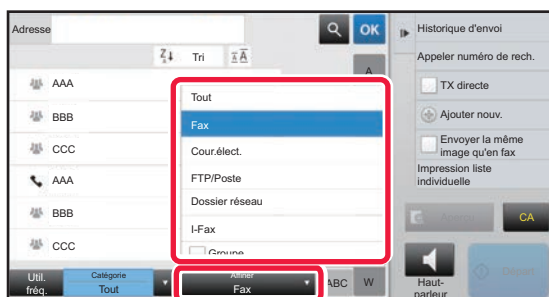 Adresse
OK
Z A Tri
A
AAA
BBB
CCC
AAA
BBB
CCC
Tout
Fax
Cour.élect.
FTP/Poste
Dossier réseau
I-Fax
Groupe
Util. fréq.
Catégorie
Tout
Affiner
Fax
ABC
W
Historique d'envoi
Appeler numéro de rech.
TX directe
Ajouter nouv.
Envoyer la même
image qu'en fax
Impression liste
individuelle
Aperçu
CA
Haut-
parleur
Départ